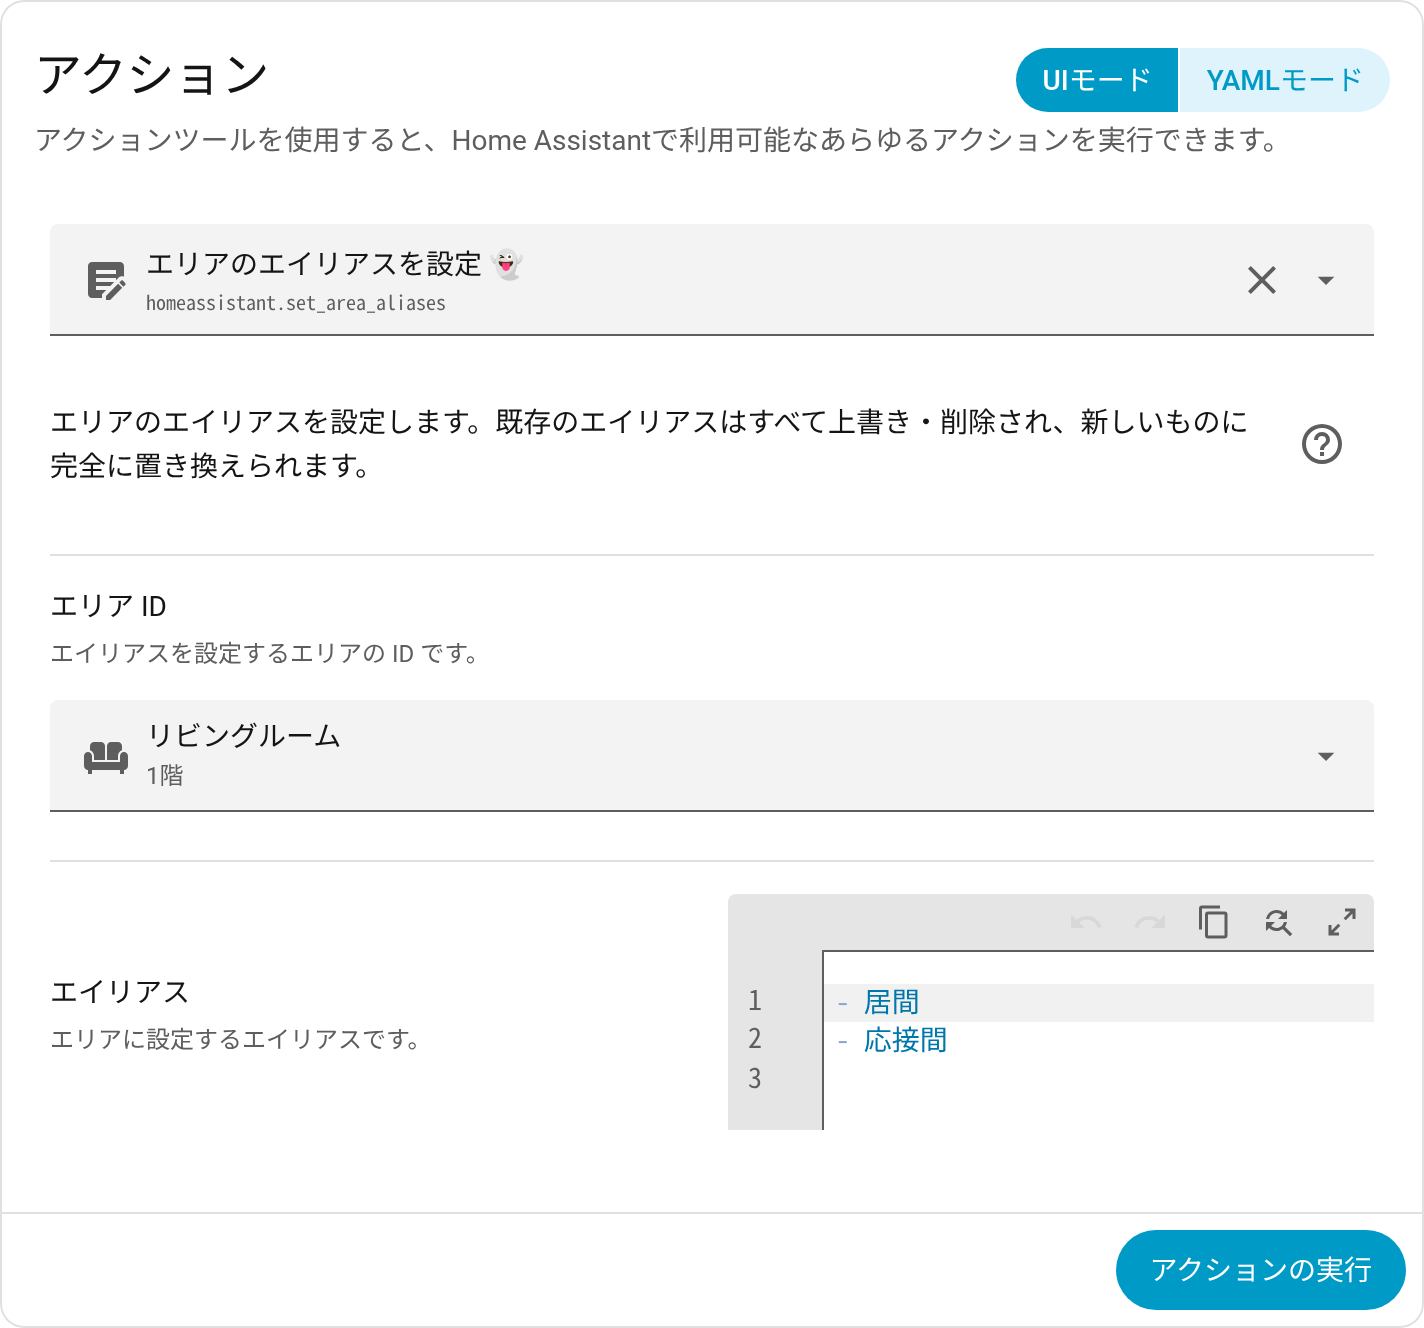 アクション
UIモード
YAMLモード
アクションツールを使用すると、Home Assistantで利用可能なあらゆるアクションを実行できます。
エリアのエイリアスを設定 👻
homeassistant.set_area_aliases
エリアのエイリアスを設定します。既存のエイリアスはすべて上書き・削除され、新しいものに
完全に置き換えられます。
エリア ID
エイリアスを設定するエリアの ID です。
リビングルーム
1階
エイリアス
エリアに設定するエイリアスです。
1 - 居間
2 - 応接間
3
アクションの実行